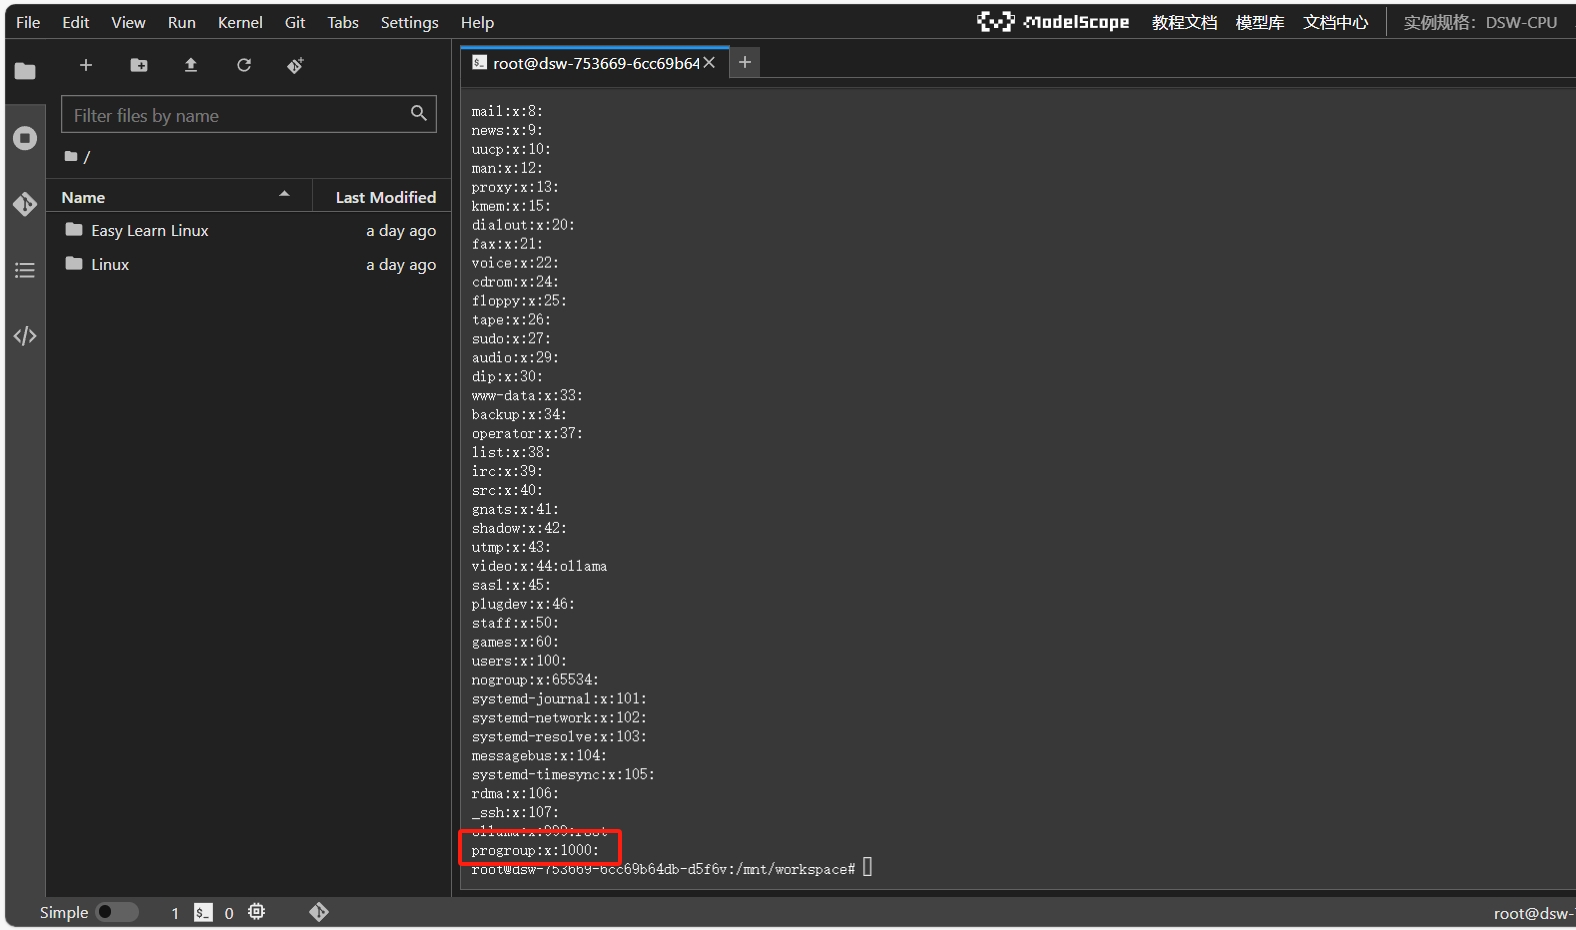 File Edit View Run Kernel Git Tabs Settings Help
ModelScope 教程文档 模型库 文档中心 实例规格: DSW-CPU
root@dsw-753669-6cc69b64
Filter files by name
/
Name Last Modified
Easy Learn Linux a day ago
Linux a day ago
mail:x:8:
news:x:9:
uucp:x:10:
man:x:12:
proxy:x:13:
kmem:x:15:
dialout:x:20:
fax:x:21:
voice:x:22:
cdrom:x:24:
floppy:x:25:
tape:x:26:
sudo:x:27:
audio:x:29:
dip:x:30:
www-data:x:33:
backup:x:34:
operator:x:37:
list:x:38:
irc:x:39:
src:x:40:
gnats:x:41:
shadow:x:42:
utmp:x:43:
video:x:44:ollama
sasl:x:45:
plugdev:x:46:
staff:x:50:
games:x:60:
users:x:100:
nogroup:x:65534:
systemd-journal:x:101:
systemd-network:x:102:
systemd-resolve:x:103:
messagebus:x:104:
systemd-timesync:x:105:
rdma:x:106:
_ssh:x:107:
ollama:x:999:root
progroup:x:1000:
root@dsw-753669-6cc69b64db-d5f6v:/mnt/workspace#
Simple 1 $_ 0
root@dsw-7